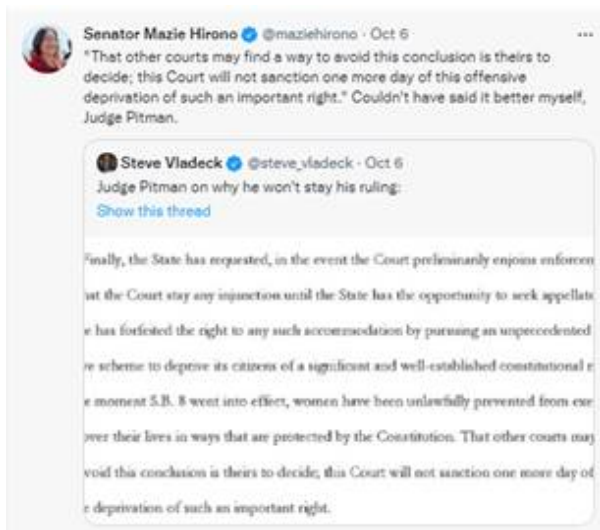 Senator Mazie Hirono @maziehirono · Oct 6 ...
"That other courts may find a way to avoid this conclusion is theirs to
decide; this Court will not sanction one more day of this offensive
deprivation of such an important right." Couldn't have said it better myself,
Judge Pitman.
Steve Vladeck @steve_vladeck · Oct 6
Judge Pitman on why he won't stay his ruling:
Show this thread
Finally, the State has requested, in the event the Court preliminarily enjoins enforcem
hat the Court stay any injunction until the State has the opportunity to seek appellate
e has forfeited the right to any such accommodation by pursuing an unprecedented
ve scheme to deprive its citizens of a significant and well-established constitutional r
e moment S.B. 8 went into effect, women have been unlawfully prevented from exe
over their lives in ways that are protected by the Constitution. That other courts may
void this conclusion is theirs to decide; this Court will not sanction one more day of
e deprivation of such an important right.